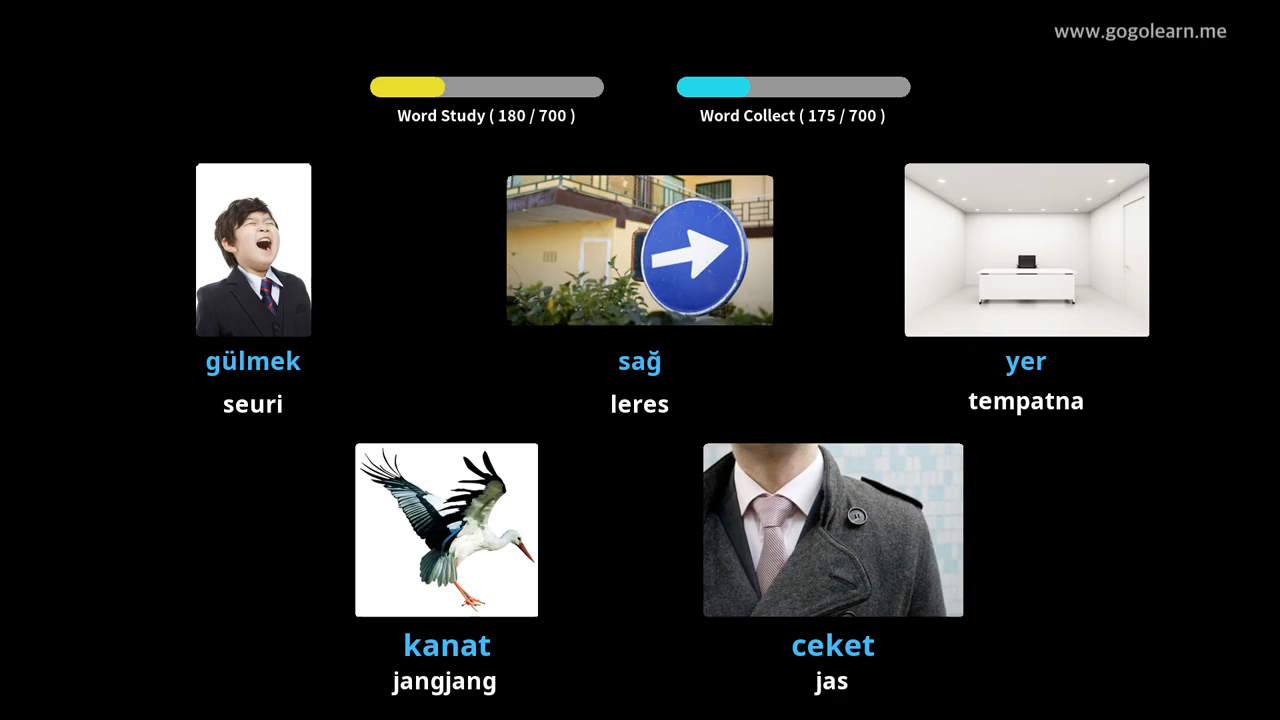 www.gogolearn.me
Word Study ( 180 / 700 )
Word Collect ( 175 / 700 )
gülmek
seuri
sağ
leres
yer
tempatna
kanat
jangjang
ceket
jas